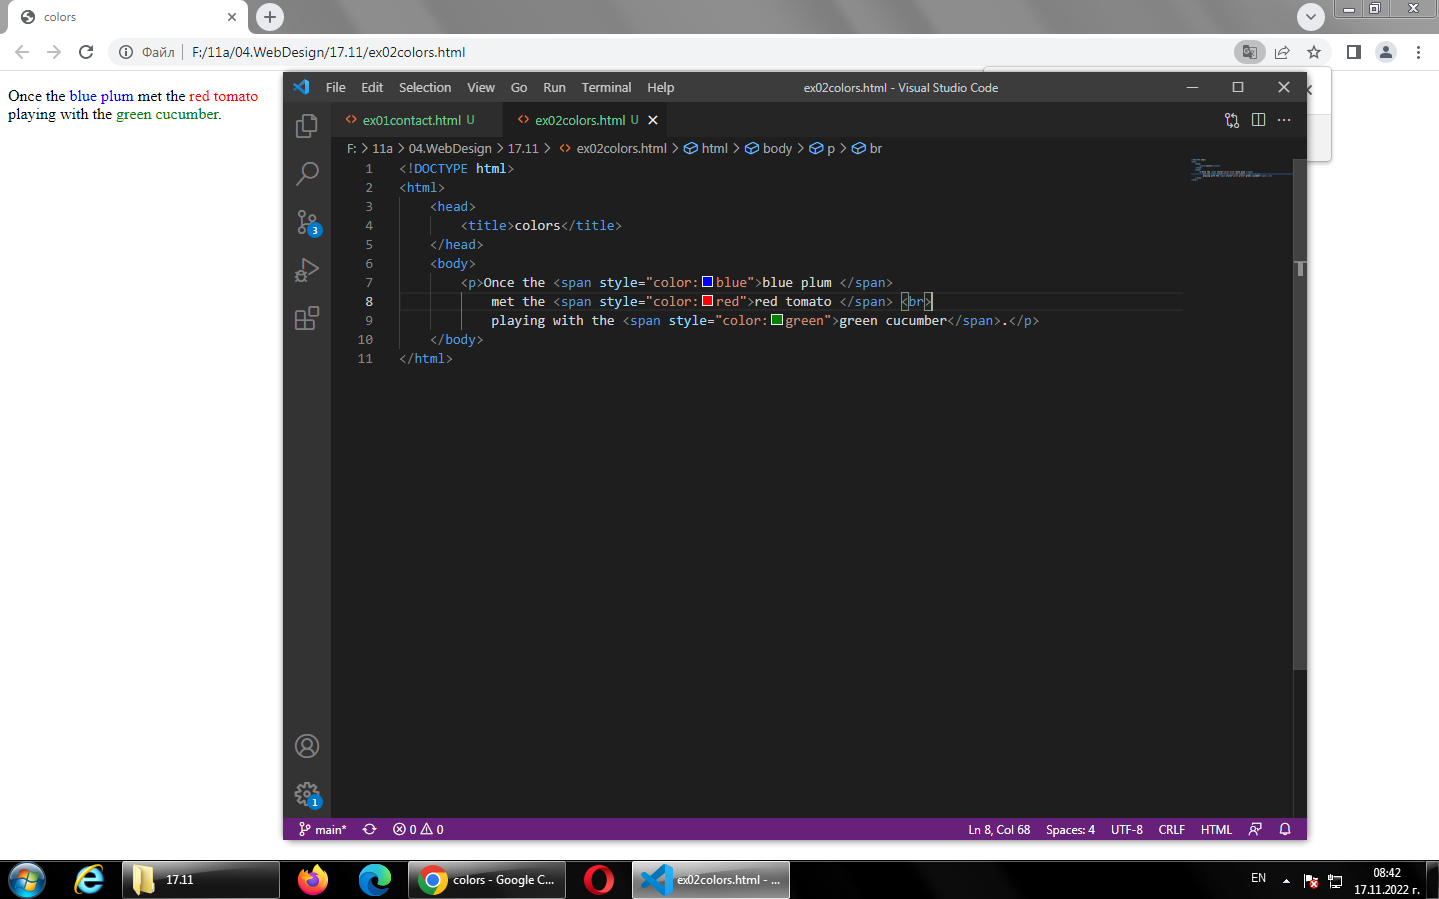 colors
Файл F:/11a/04.WebDesign/17.11/ex02colors.html
Once the blue plum met the red tomato
playing with the green cucumber.
File Edit Selection View Go Run Terminal Help ex02colors.html - Visual Studio Code
ex01contact.html U ex02colors.html U
F: > 11a > 04.WebDesign > 17.11 > ex02colors.html > html > body > p > br
1 <!DOCTYPE html>
2 <html>
3 <head>
4 <title>colors</title>
5 </head>
6 <body>
7 <p>Once the <span style="color:blue">blue plum </span>
8 met the <span style="color:red">red tomato </span> <br>
9 playing with the <span style="color:green">green cucumber</span>.</p>
10 </body>
11 </html>
3
1
main* 0 0 Ln 8, Col 68 Spaces: 4 UTF-8 CRLF HTML
17.11 colors - Google C... ex02colors.html - ... EN 08:42
17.11.2022 г.